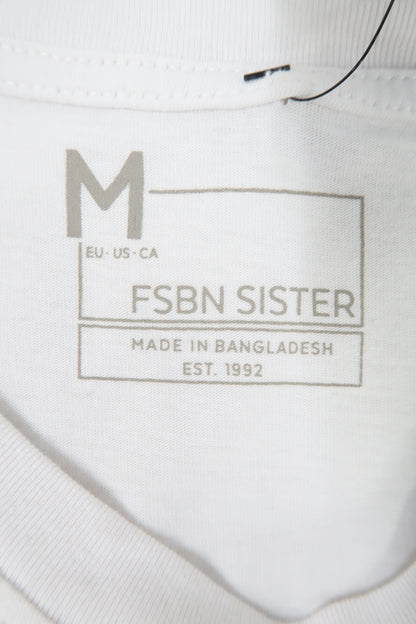 M
EU·US·CA
FSBN SISTER
MADE IN BANGLADESH
EST. 1992